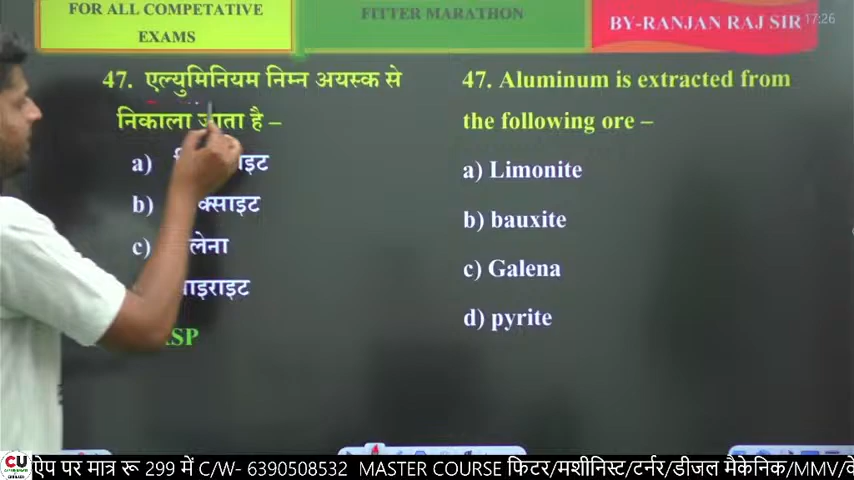 FOR ALL COMPETATIVE
EXAMS
FITTER MARATHON
BY-RANJAN RAJ SIR
17:26
47. एल्युमिनियम निम्न अयस्क से
निकाला जाता है –
a)
b)
c)
47. Aluminum is extracted from
the following ore –
a) Limonite
b) bauxite
c) Galena
d) pyrite
CU
ऐप पर मात्र रू 299 में C/W- 6390508532 MASTER COURSE फिटर/मशीनिस्ट/टर्नर/डीजल मैकेनिक/MMV/